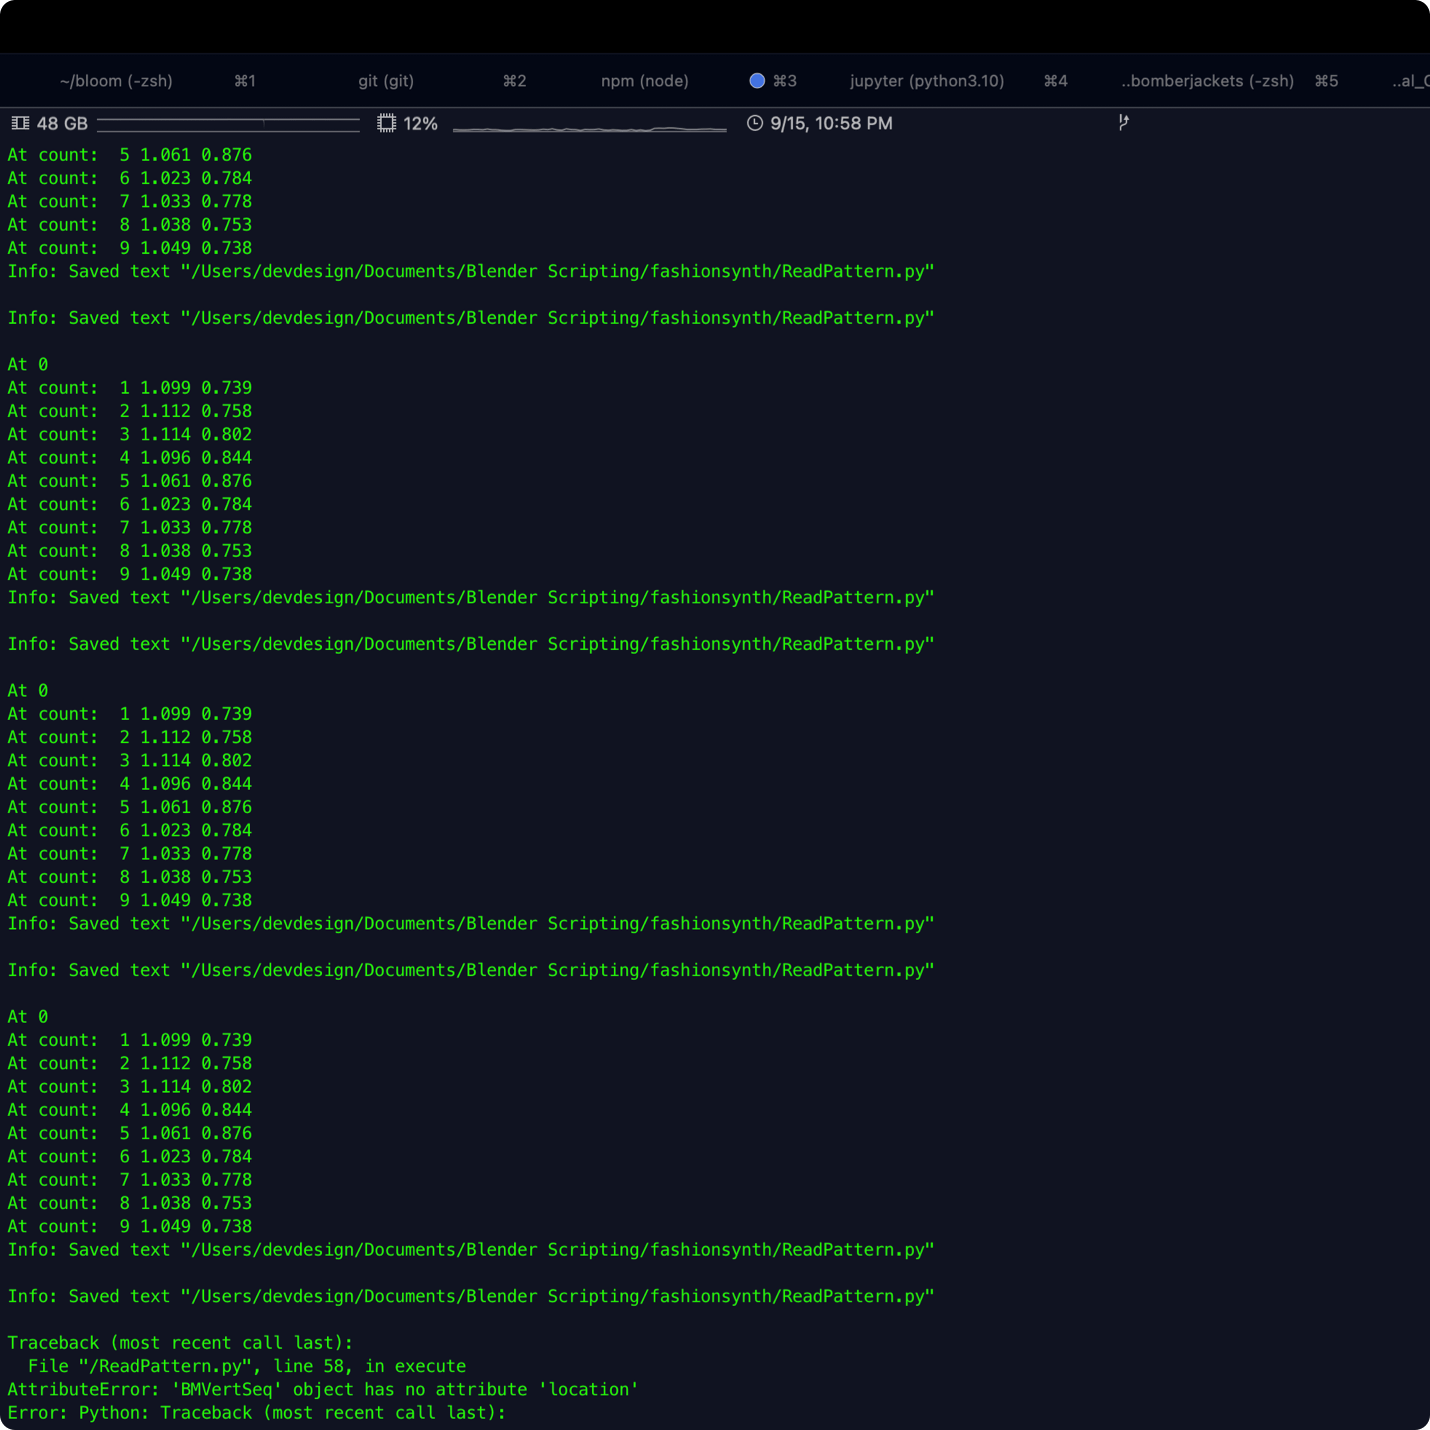 ~/bloom (-zsh) ⌘1 git (git) ⌘2 npm (node) ⌘3 jupyter (python3.10) ⌘4 ..bomberjackets (-zsh) ⌘5 ..al_
48 GB 12% 9/15, 10:58 PM
At count:  5 1.061 0.876
At count:  6 1.023 0.784
At count:  7 1.033 0.778
At count:  8 1.038 0.753
At count:  9 1.049 0.738
Info: Saved text "/Users/devdesign/Documents/Blender Scripting/fashionsynth/ReadPattern.py"
Info: Saved text "/Users/devdesign/Documents/Blender Scripting/fashionsynth/ReadPattern.py"
At 0
At count:  1 1.099 0.739
At count:  2 1.112 0.758
At count:  3 1.114 0.802
At count:  4 1.096 0.844
At count:  5 1.061 0.876
At count:  6 1.023 0.784
At count:  7 1.033 0.778
At count:  8 1.038 0.753
At count:  9 1.049 0.738
Info: Saved text "/Users/devdesign/Documents/Blender Scripting/fashionsynth/ReadPattern.py"
Info: Saved text "/Users/devdesign/Documents/Blender Scripting/fashionsynth/ReadPattern.py"
At 0
At count:  1 1.099 0.739
At count:  2 1.112 0.758
At count:  3 1.114 0.802
At count:  4 1.096 0.844
At count:  5 1.061 0.876
At count:  6 1.023 0.784
At count:  7 1.033 0.778
At count:  8 1.038 0.753
At count:  9 1.049 0.738
Info: Saved text "/Users/devdesign/Documents/Blender Scripting/fashionsynth/ReadPattern.py"
Info: Saved text "/Users/devdesign/Documents/Blender Scripting/fashionsynth/ReadPattern.py"
At 0
At count:  1 1.099 0.739
At count:  2 1.112 0.758
At count:  3 1.114 0.802
At count:  4 1.096 0.844
At count:  5 1.061 0.876
At count:  6 1.023 0.784
At count:  7 1.033 0.778
At count:  8 1.038 0.753
At count:  9 1.049 0.738
Info: Saved text "/Users/devdesign/Documents/Blender Scripting/fashionsynth/ReadPattern.py"
Info: Saved text "/Users/devdesign/Documents/Blender Scripting/fashionsynth/ReadPattern.py"
Traceback (most recent call last):
  File "/ReadPattern.py", line 58, in execute
AttributeError: 'BMVertSeq' object has no attribute 'location'
Error: Python: Traceback (most recent call last):